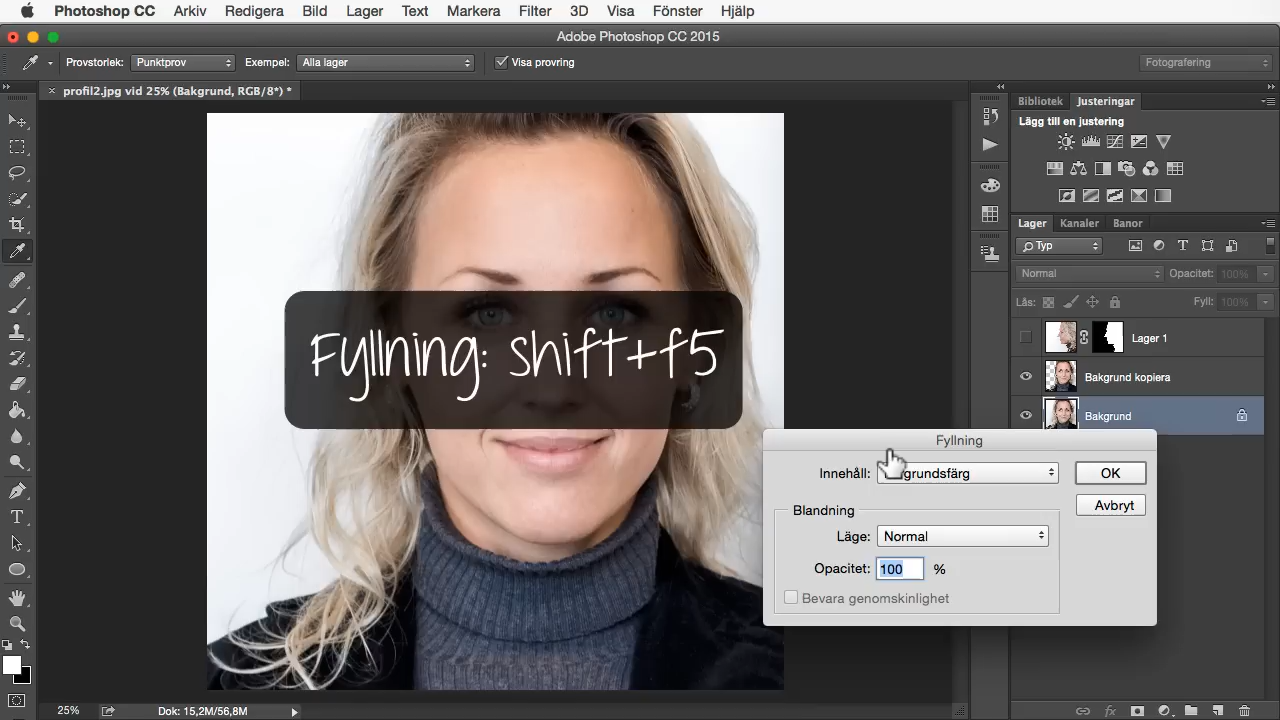 Photoshop CC Arkiv Redigera Bild Lager Text Markera Filter 3D Visa Fönster Hjälp
Adobe Photoshop CC 2015
Provstorlek: Punktprov Exempel: Alla lager Visa provring Fotografering
× profil2.jpg vid 25% (Bakgrund, RGB/8*) *
Bibliotek Justeringar
Lägg till en justering
Lager Kanaler Banor
Typ
Normal Opacitet: 100%
Lås: Fyll: 100%
Lager 1
Bakgrund kopiera
Bakgrund
Fyllning: shift+f5
Fyllning
Innehåll: OK
Blandning Avbryt
Läge: Normal
Opacitet: 100 %
Bevara genomskinlighet
25% Dok: 15,2M/56,8M